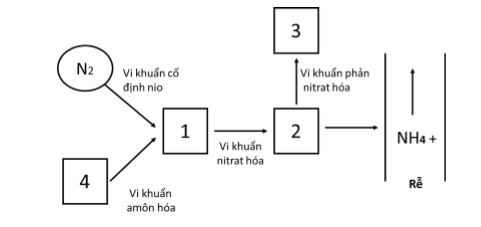 3
N2
Vi khuẩn cố
định nio
Vi khuẩn phản
nitrat hóa
1
2
NH4 +
Vi khuẩn
nitrat hóa
4
Rễ
Vi khuẩn
amôn hóa